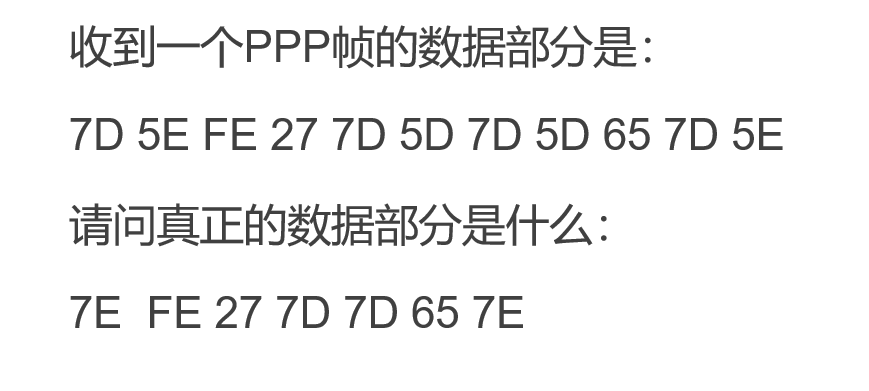 收到一个PPP帧的数据部分是：
7D 5E FE 27 7D 5D 7D 5D 65 7D 5E
请问真正的数据部分是什么：
7E  FE 27 7D 7D 65 7E